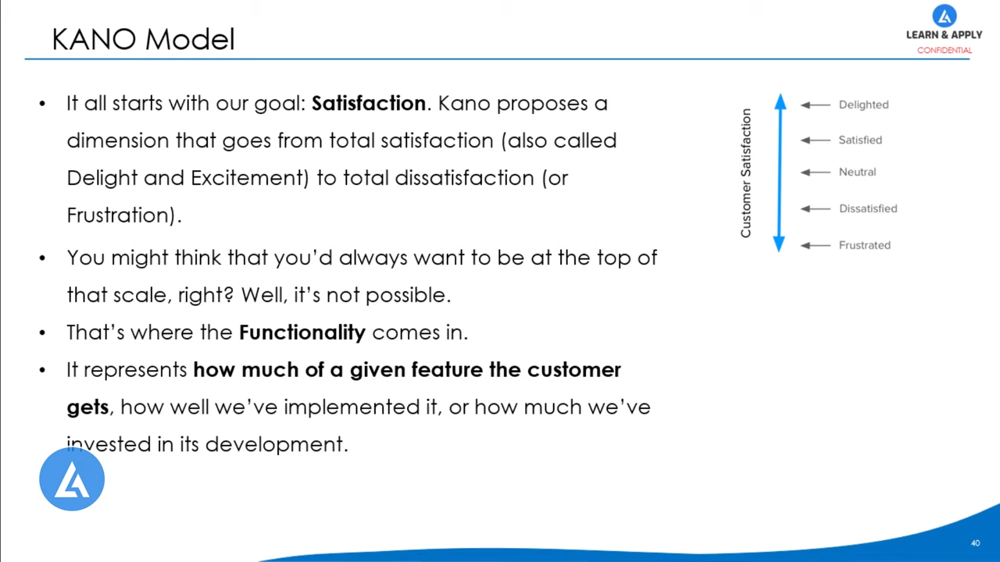 KANO Model
LEARN & APPLY
CONFIDENTIAL
• It all starts with our goal: Satisfaction. Kano proposes a
dimension that goes from total satisfaction (also called
Delight and Excitement) to total dissatisfaction (or
Frustration).
• You might think that you’d always want to be at the top of
that scale, right? Well, it’s not possible.
• That’s where the Functionality comes in.
• It represents how much of a given feature the customer
gets, how well we’ve implemented it, or how much we’ve
invested in its development.
Customer Satisfaction
Delighted
Satisfied
Neutral
Dissatisfied
Frustrated
40